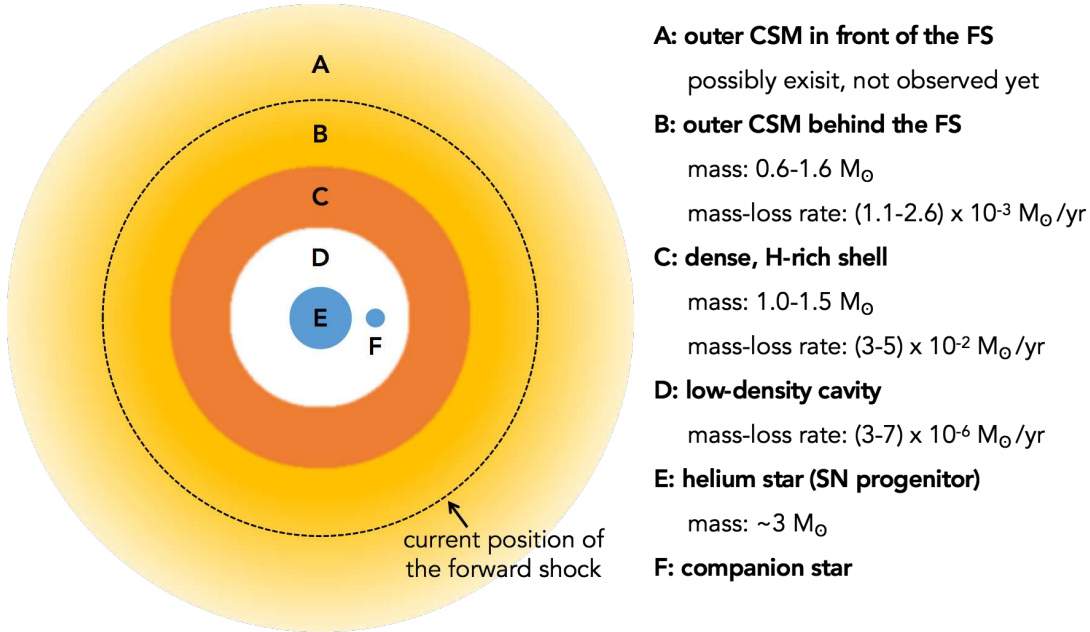 A
B
C
D
E
F
current position of
the forward shock
A: outer CSM in front of the FS
possibly exisit, not observed yet
B: outer CSM behind the FS
mass: 0.6-1.6 M☉
mass-loss rate: (1.1-2.6) x 10⁻³ M☉/yr
C: dense, H-rich shell
mass: 1.0-1.5 M☉
mass-loss rate: (3-5) x 10⁻² M☉/yr
D: low-density cavity
mass-loss rate: (3-7) x 10⁻⁶ M☉/yr
E: helium star (SN progenitor)
mass: ~3 M☉
F: companion star